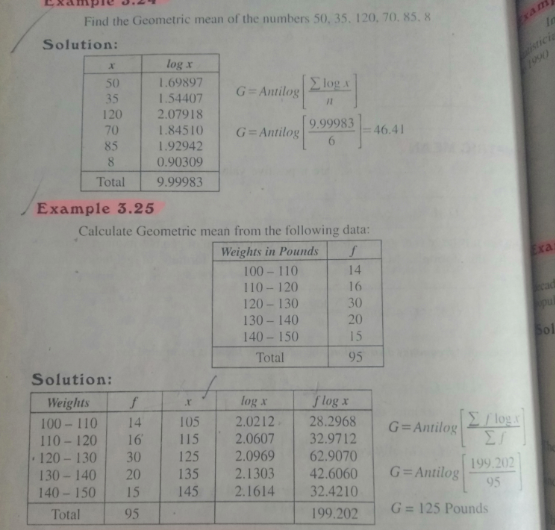 Example 3.24
Find the Geometric mean of the numbers 50, 35, 120, 70, 85, 8
Solution:
x log x
50 1.69897
35 1.54407
120 2.07918
70 1.84510
85 1.92942
8 0.90309
Total 9.99983
G = Antilog [Σ log x / n]
G = Antilog [9.99983 / 6] = 46.41
Example 3.25
Calculate Geometric mean from the following data:
Weights in Pounds f
100 – 110 14
110 – 120 16
120 – 130 30
130 – 140 20
140 – 150 15
Total 95
Solution:
Weights f x log x f log x
100 – 110 14 105 2.0212 28.2968
110 – 120 16 115 2.0607 32.9712
120 – 130 30 125 2.0969 62.9070
130 – 140 20 135 2.1303 42.6060
140 – 150 15 145 2.1614 32.4210
Total 95 199.202
G = Antilog [Σ f log x / Σ f]
G = Antilog [199.202 / 95]
G = 125 Pounds